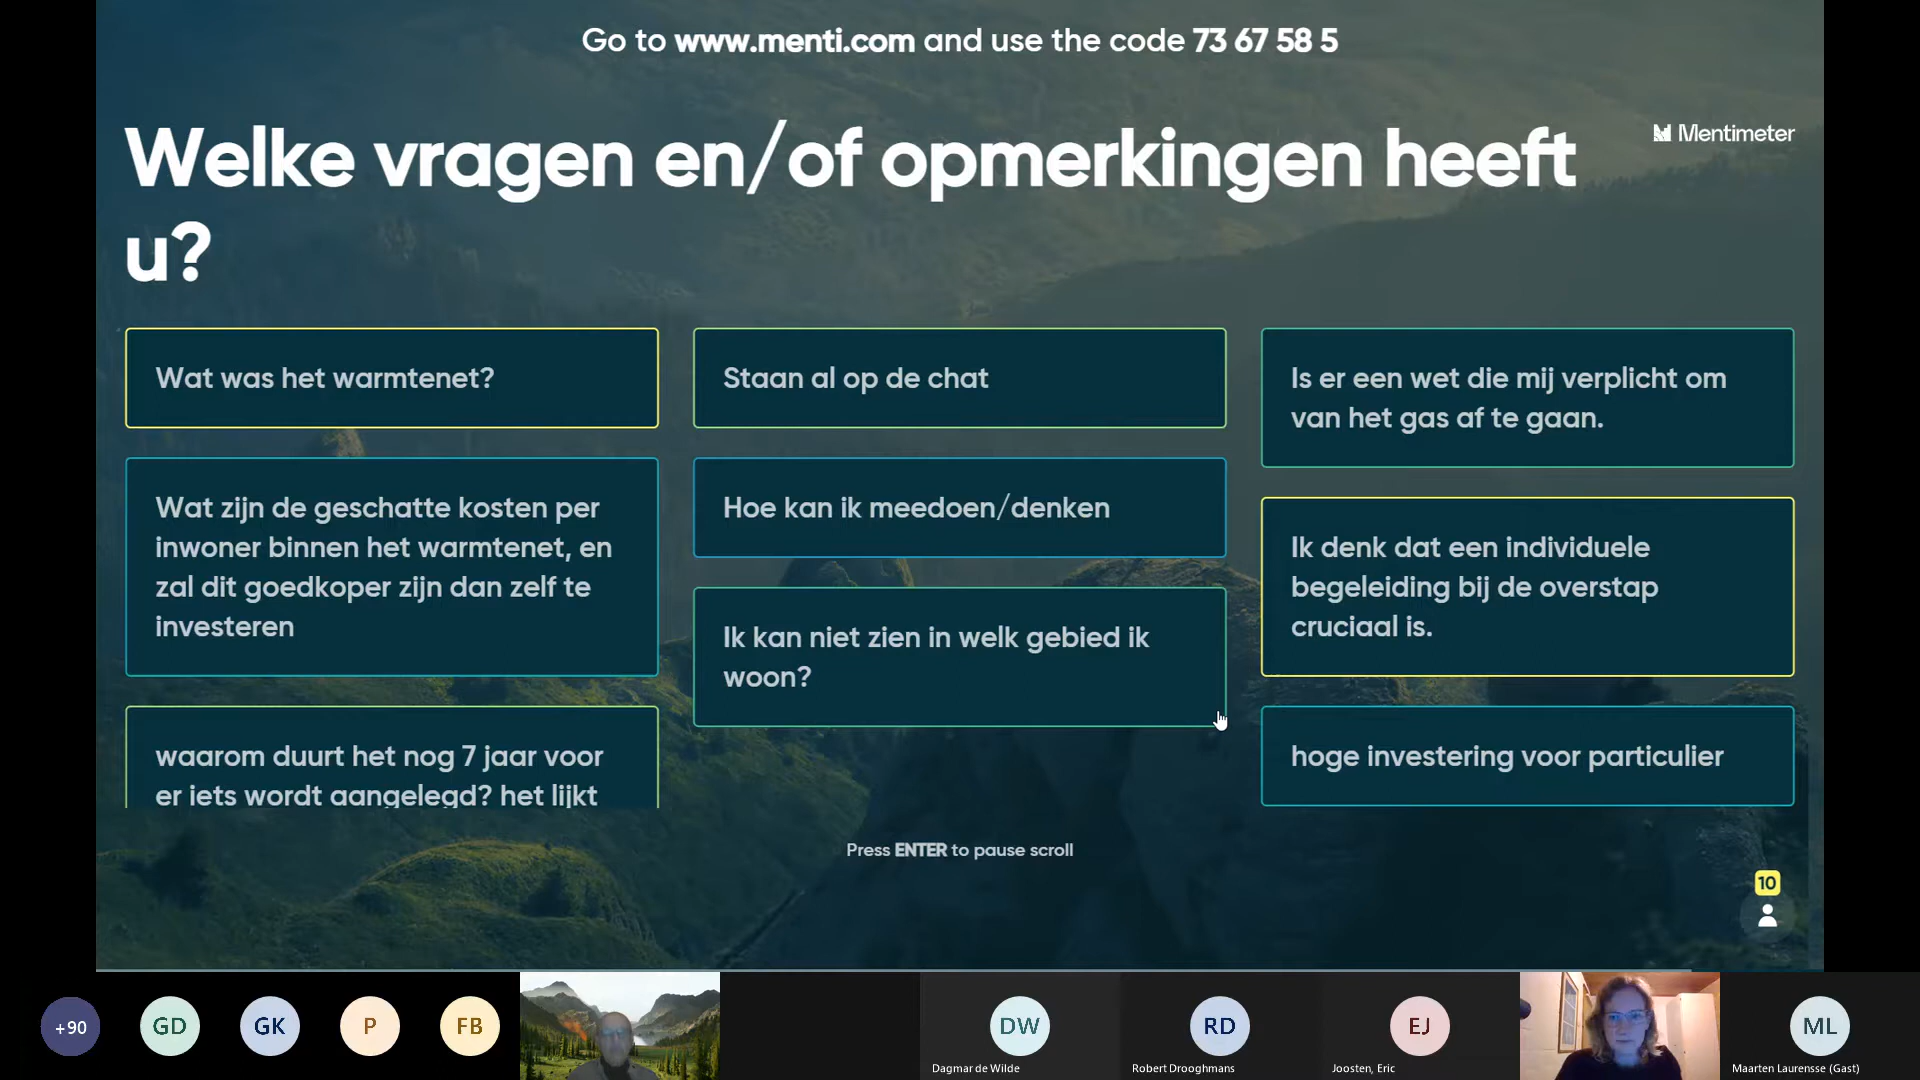 Go to www.menti.com and use the code 73 67 58 5
Welke vragen en/of opmerkingen heeft
u?
Mentimeter
Wat was het warmtenet?
Wat zijn de geschatte kosten per
inwoner binnen het warmtenet, en
zal dit goedkoper zijn dan zelf te
investeren
waarom duurt het nog 7 jaar voor
er iets wordt aangelegd? het lijkt
Staan al op de chat
Hoe kan ik meedoen/denken
Ik kan niet zien in welk gebied ik
woon?
Is er een wet die mij verplicht om
van het gas af te gaan.
Ik denk dat een individuele
begeleiding bij de overstap
cruciaal is.
hoge investering voor particulier
Press ENTER to pause scroll
10
+90
GD
GK
P
FB
DW
Dagmar de Wilde
RD
Robert Drooghmans
EJ
Joosten, Eric
ML
Maarten Laurensse (Gast)